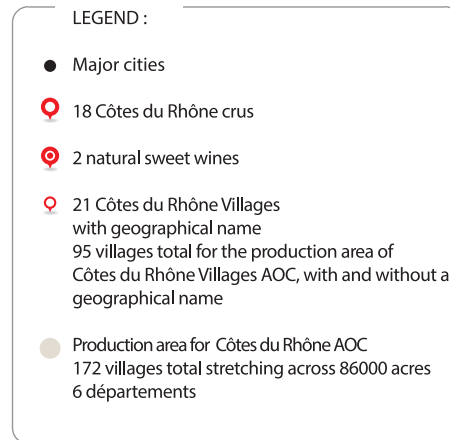 LEGEND :
Major cities
18 Côtes du Rhône crus
2 natural sweet wines
21 Côtes du Rhône Villages
with geographical name
95 villages total for the production area of
Côtes du Rhône Villages AOC, with and without a
geographical name
Production area for Côtes du Rhône AOC
172 villages total stretching across 86000 acres
6 départements